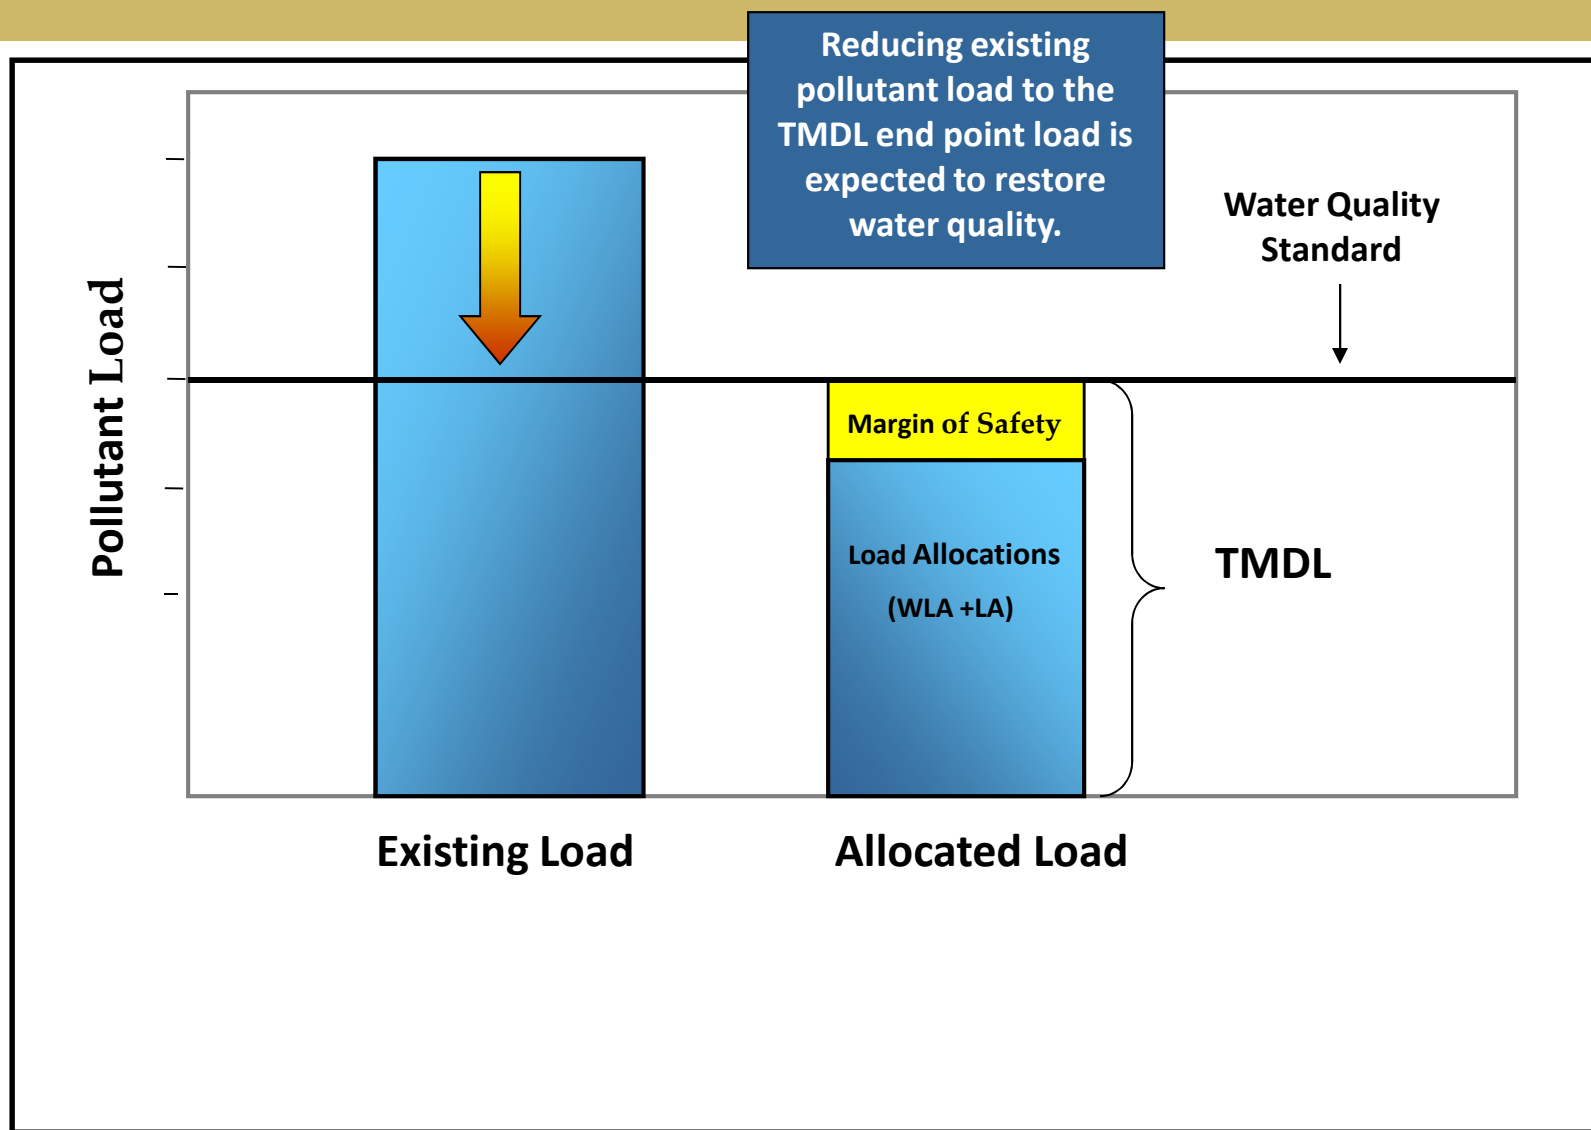 Reducing existing
pollutant load to the
TMDL end point load is
expected to restore
water quality.
Water Quality
Standard
Pollutant Load
Margin of Safety
Load Allocations
(WLA +LA)
TMDL
Existing Load
Allocated Load